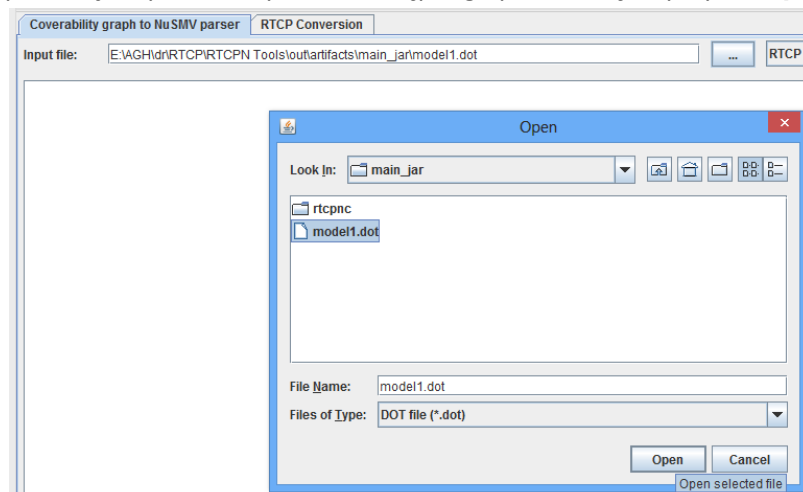 Coverability graph to NuSMV parser RTCP Conversion
Input file: E:\AGH\dr\RTCP\RTCPN Tools\out\artifacts\main_jar\model1.dot ... RTCP
Open
Look In: main_jar
rtcpnc
model1.dot
File Name: model1.dot
Files of Type: DOT file (*.dot)
Open Cancel
Open selected file